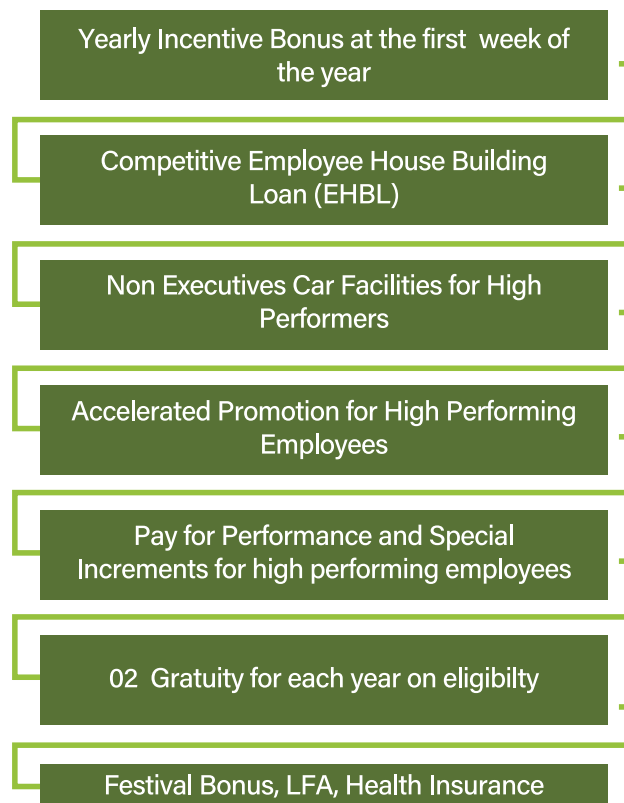 Yearly Incentive Bonus at the first week of
the year
Competitive Employee House Building
Loan (EHBL)
Non Executives Car Facilities for High
Performers
Accelerated Promotion for High Performing
Employees
Pay for Performance and Special
Increments for high performing employees
02 Gratuity for each year on eligibilty
Festival Bonus, LFA, Health Insurance